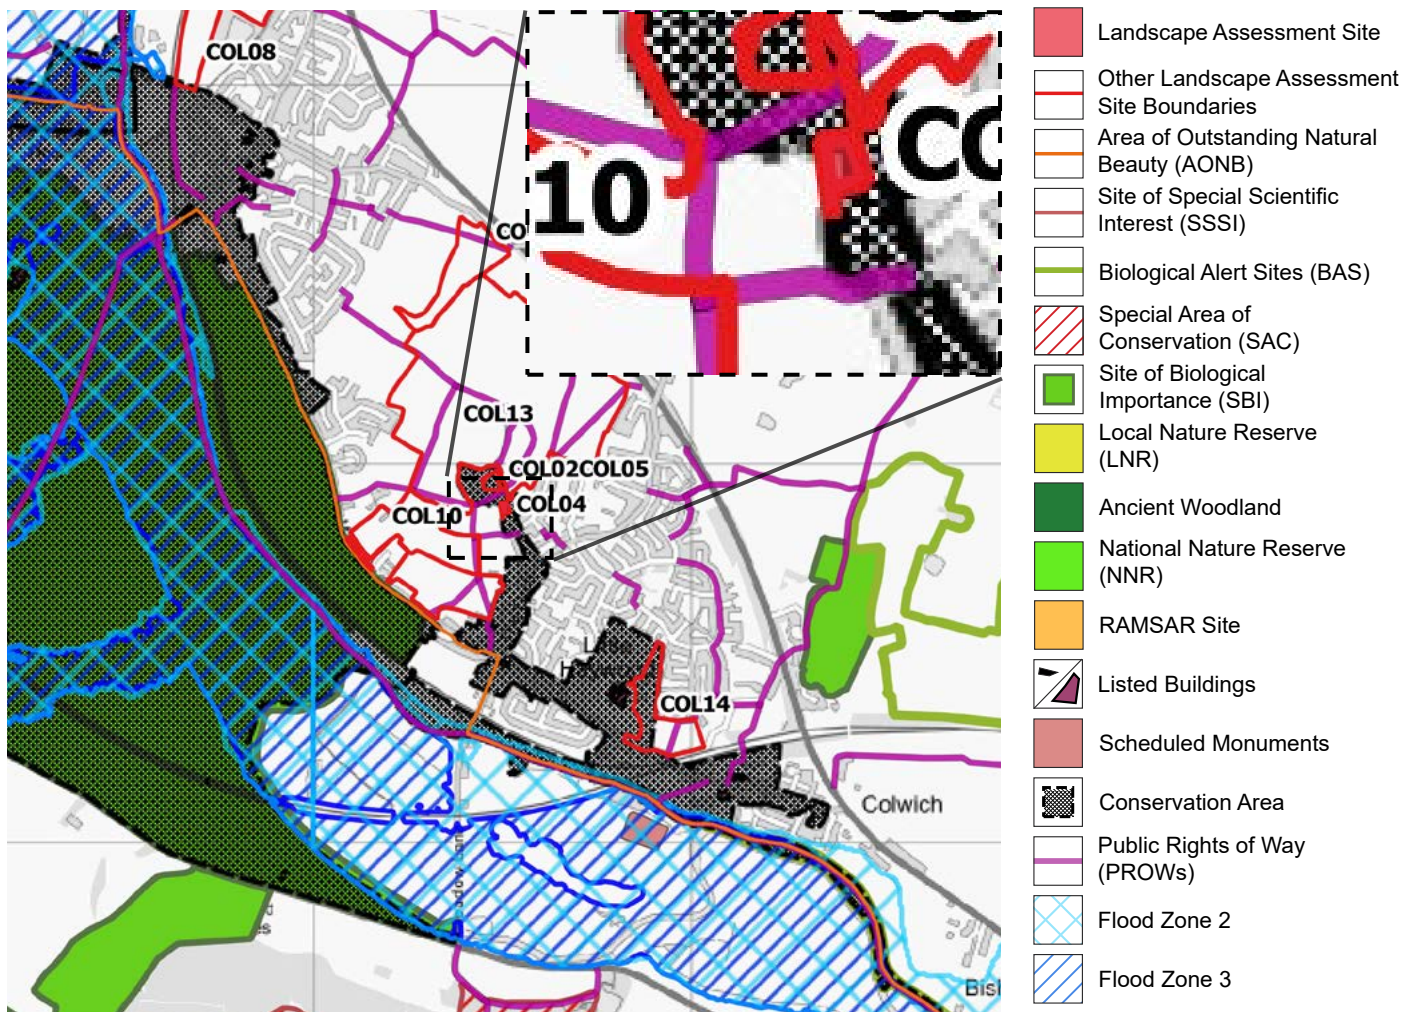 COL08
CO
10
CO
COL13
COL02COL05
COL04
COL10
COL14
Colwich
Landscape Assessment Site
Other Landscape Assessment
Site Boundaries
Area of Outstanding Natural
Beauty (AONB)
Site of Special Scientific
Interest (SSSI)
Biological Alert Sites (BAS)
Special Area of
Conservation (SAC)
Site of Biological
Importance (SBI)
Local Nature Reserve
(LNR)
Ancient Woodland
National Nature Reserve
(NNR)
RAMSAR Site
Listed Buildings
Scheduled Monuments
Conservation Area
Public Rights of Way
(PROWs)
Flood Zone 2
Flood Zone 3